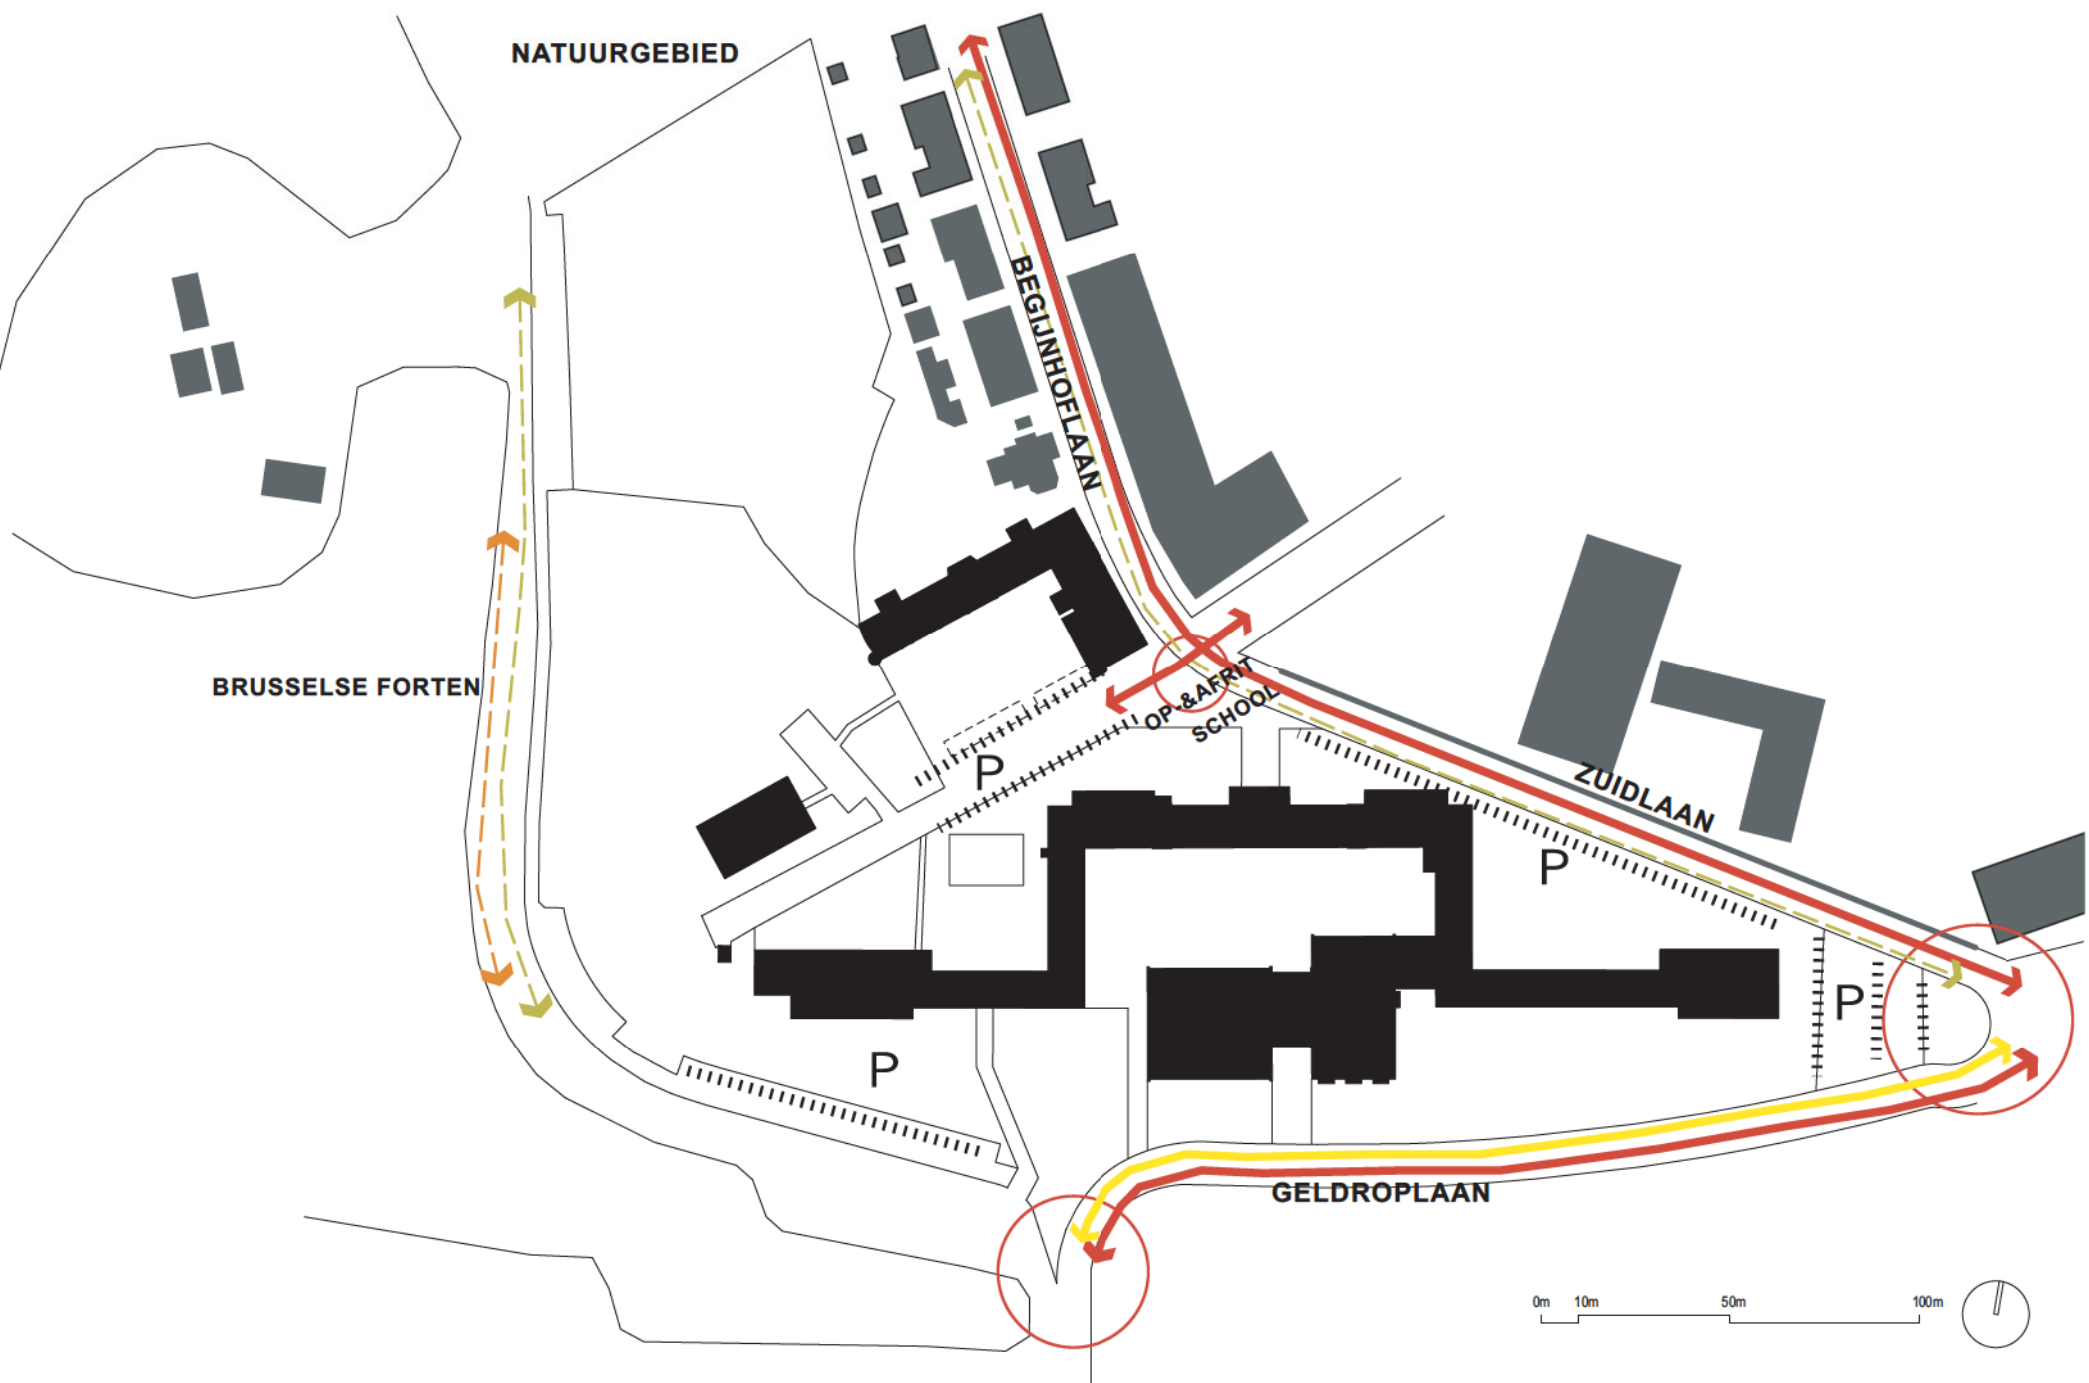 NATUURGEBIED
BEGIJNHOFLAAN
BRUSSELSE FORTEN
OP-&AFRIT
SCHOOL
P
ZUIDLAAN
P
P
P
GELDROPLAAN
0m 10m 50m 100m